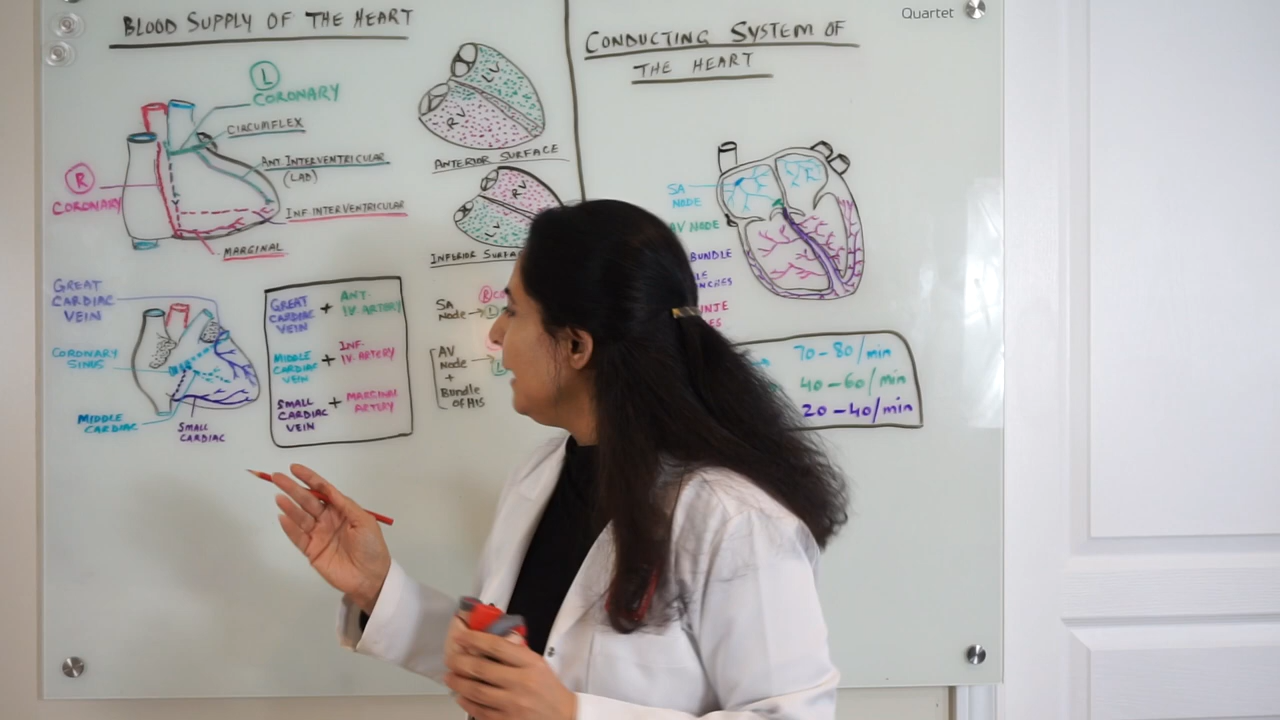 Quartet
BLOOD SUPPLY OF THE HEART
L
CORONARY
CIRCUMFLEX
ANT INTERVENTRICULAR
(LAD)
R
CORONARY
INF INTERVENTRICULAR
MARGINAL
LV
RV
ANTERIOR SURFACE
RV
LV
INFERIOR
GREAT
CARDIAC
VEIN
CORONARY
SINUS
MIDDLE
CARDIAC
SMALL
CARDIAC
GREAT
CARDIAC
VEIN
+
ANT-
IV-ARTERY
MIDDLE
CARDIAC
VEIN
+
INF-
IV-ARTERY
SMALL
CARDIAC
VEIN
+
MARGINAL
ARTERY
SA
Node
R
L
AV
Node
+
Bundle
of HIS
CONDUCTING SYSTEM OF
THE HEART
SA
NODE
AV NODE
BUNDLE
70-80/min
40-60/min
20-40/min